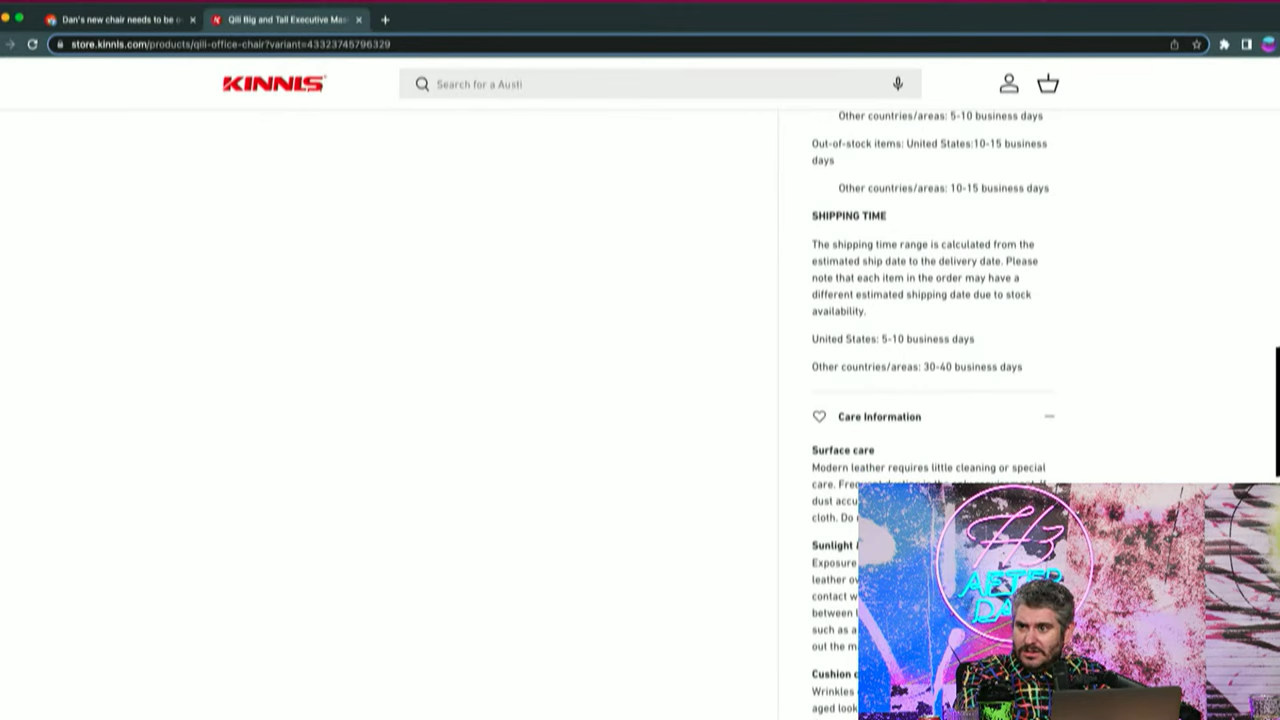 Dan's new chair needs to be
Qili Big and Tall Executive Mas
store.kinnls.com/products/qili-office-chair?variant=43323745796329
KINNLS
Search for a Austi
Other countries/areas: 5-10 business days
Out-of-stock items: United States:10-15 business
days
Other countries/areas: 10-15 business days
SHIPPING TIME
The shipping time range is calculated from the
estimated ship date to the delivery date. Please
note that each item in the order may have a
different estimated shipping date due to stock
availability.
United States: 5-10 business days
Other countries/areas: 30-40 business days
Care Information
Surface care
Modern leather requires little cleaning or special
care.
dust accu
cloth. Do
Sunlight
Exposure
leather ov
contact w
between
such as a
out the m
Cushion
Wrinkles
aged look
H3
AFTER
DA